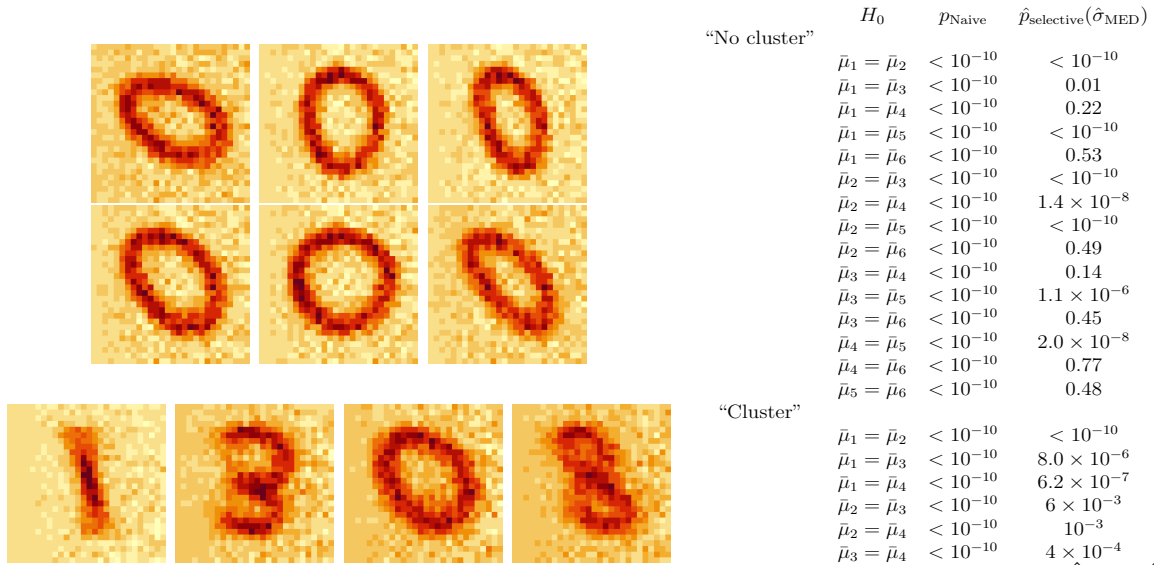 H₀ p_Naive p̂_selective(σ̂_MED)
“No cluster”
μ̄₁ = μ̄₂ < 10⁻¹⁰ < 10⁻¹⁰
μ̄₁ = μ̄₃ < 10⁻¹⁰ 0.01
μ̄₁ = μ̄₄ < 10⁻¹⁰ 0.22
μ̄₁ = μ̄₅ < 10⁻¹⁰ < 10⁻¹⁰
μ̄₁ = μ̄₆ < 10⁻¹⁰ 0.53
μ̄₂ = μ̄₃ < 10⁻¹⁰ < 10⁻¹⁰
μ̄₂ = μ̄₄ < 10⁻¹⁰ 1.4 × 10⁻⁸
μ̄₂ = μ̄₅ < 10⁻¹⁰ < 10⁻¹⁰
μ̄₂ = μ̄₆ < 10⁻¹⁰ 0.49
μ̄₃ = μ̄₄ < 10⁻¹⁰ 0.14
μ̄₃ = μ̄₅ < 10⁻¹⁰ 1.1 × 10⁻⁶
μ̄₃ = μ̄₆ < 10⁻¹⁰ 0.45
μ̄₄ = μ̄₅ < 10⁻¹⁰ 2.0 × 10⁻⁸
μ̄₄ = μ̄₆ < 10⁻¹⁰ 0.77
μ̄₅ = μ̄₆ < 10⁻¹⁰ 0.48
“Cluster”
μ̄₁ = μ̄₂ < 10⁻¹⁰ < 10⁻¹⁰
μ̄₁ = μ̄₃ < 10⁻¹⁰ 8.0 × 10⁻⁶
μ̄₁ = μ̄₄ < 10⁻¹⁰ 6.2 × 10⁻⁷
μ̄₂ = μ̄₃ < 10⁻¹⁰ 6 × 10⁻³
μ̄₂ = μ̄₄ < 10⁻¹⁰ 10⁻³
μ̄₃ = μ̄₄ < 10⁻¹⁰ 4 × 10⁻⁴